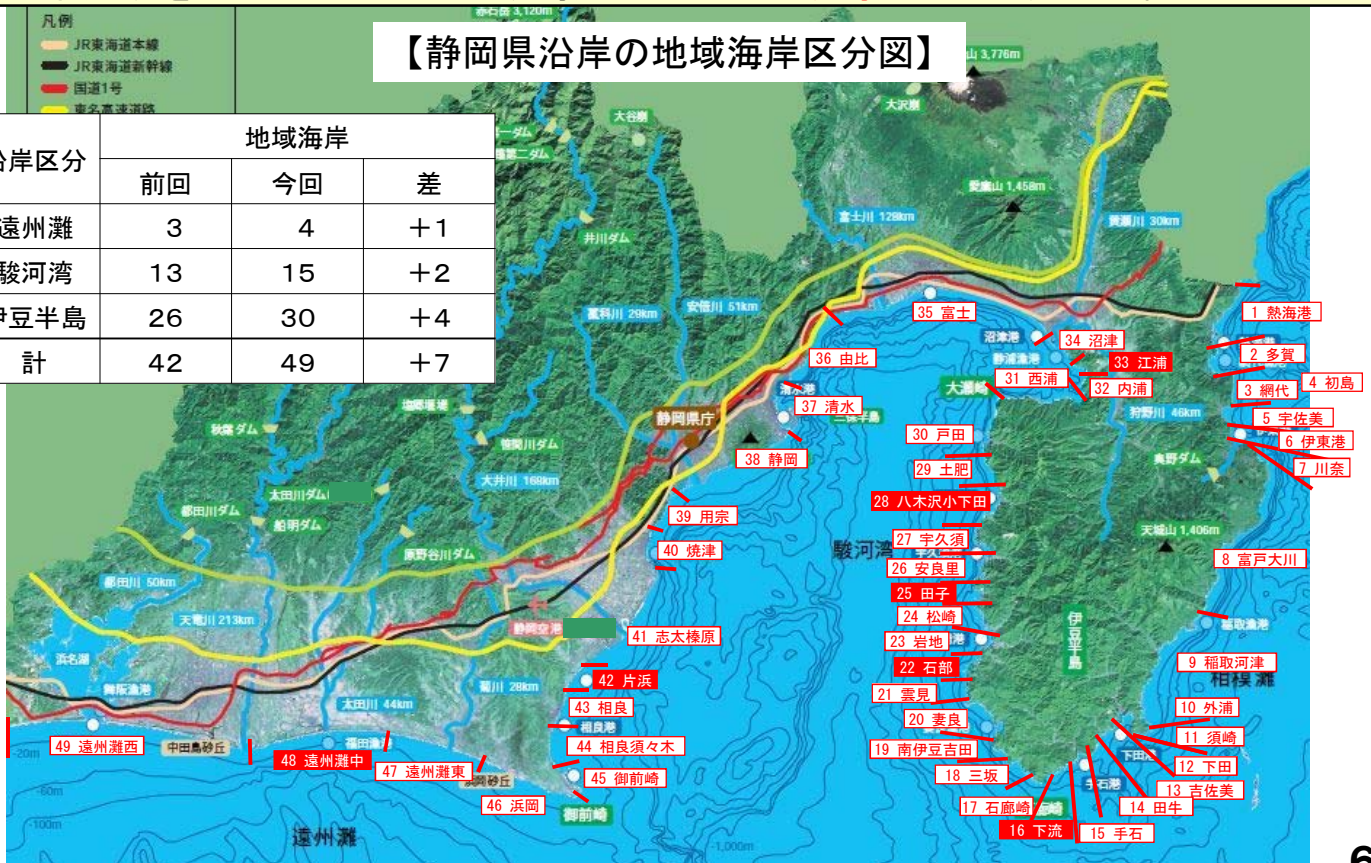 【静岡県沿岸の地域海岸区分図】
凡例
JR東海道本線
JR東海道新幹線
国道1号
東名高速道路
沿岸区分
地域海岸
前回 今回 差
遠州灘 3 4 +1
駿河湾 13 15 +2
伊豆半島 26 30 +4
計 42 49 +7
赤石岳 3,120m
山 3,776m
大沢崩
大谷崩
第二ダム
愛鷹山 1,458m
富士川 128km
黄瀬川 30km
井川ダム
安倍川 51km
藁科川 29km
35 富士
1 熱海港
沼津港
34 沼津
静浦漁港
33 江浦
2 多賀
36 由比
31 西浦
32 内浦
3 網代
4 初島
大瀬崎
清水港
37 清水
狩野川 46km
5 宇佐美
塩郷堰堤
秋葉ダム
静岡県庁
6 伊東港
30 戸田
笹間川ダム
38 静岡
奥野ダム
7 川奈
29 土肥
大井川 168km
太田川ダム
28 八木沢小下田
都田川ダム
船明ダム
39 用宗
天城山 1,406m
27 宇久須
原野谷川ダム
40 焼津
駿河湾
26 安良里
8 富戸大川
都田川 50km
25 田子
24 松崎
天竜川 213km
静岡空港
41 志太榛原
23 岩地
伊豆半島
稲取漁港
浜名湖
22 石部
9 稲取河津
相模灘
舞阪漁港
菊川 28km
42 片浜
21 雲見
太田川 44km
43 相良
10 外浦
相良港
20 妻良
11 須崎
49 遠州灘西
中田島砂丘
44 相良須々木
19 南伊豆吉田
下田港
12 下田
-20m
48 遠州灘中
47 遠州灘東
45 御前崎
18 三坂
手石港
13 吉佐美
46 浜岡
御前崎
17 石廊崎
14 田牛
16 下流
15 手石
-60m
-100m
遠州灘
-1,000m
6